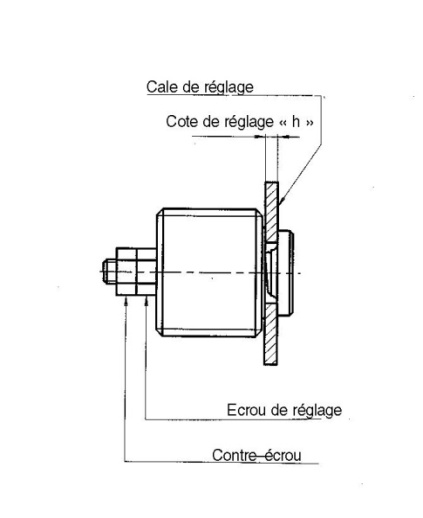 Cale de réglage
Cote de réglage « h »
Ecrou de réglage
Contre-écrou